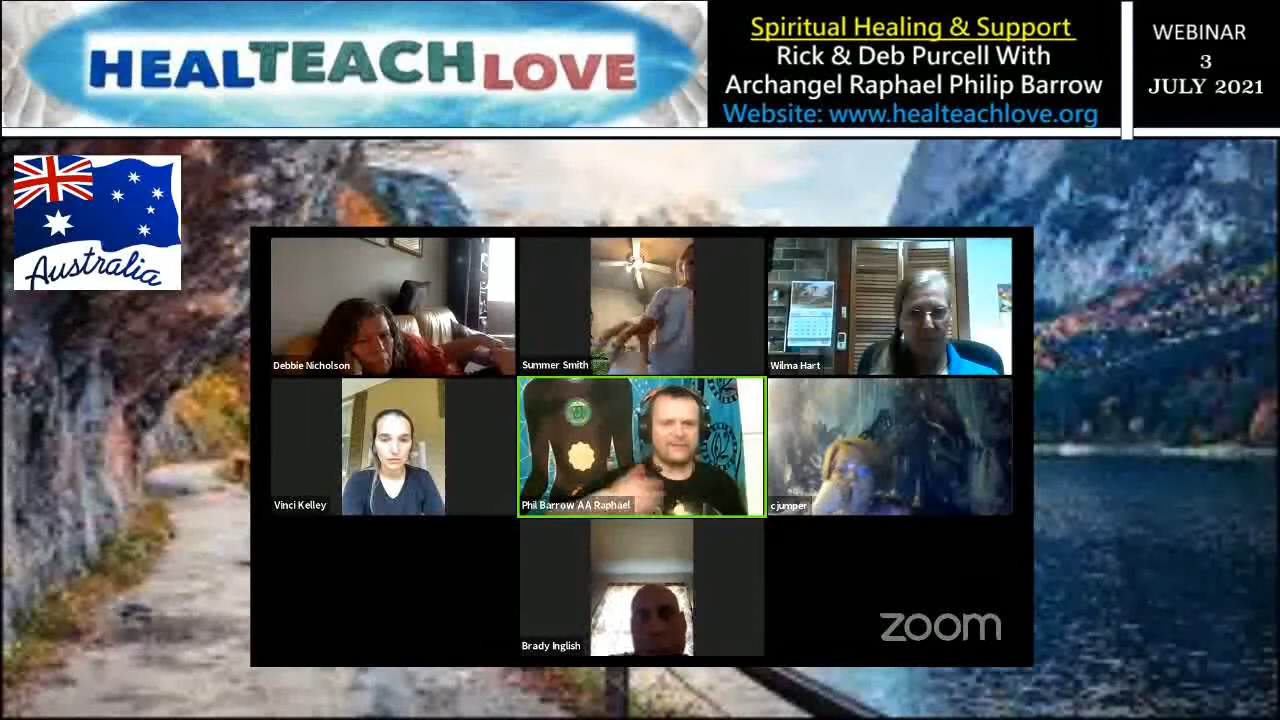 HEALTEACHLOVE
Spiritual Healing & Support
Rick & Deb Purcell With
Archangel Raphael Philip Barrow
Website: www.healteachlove.org
WEBINAR
3
JULY 2021
Australia
Debbie Nicholson
Summer Smith
Wilma Hart
Vinci Kelley
Phil Barrow AA Raphael
cjumper
Brady Inglish
zoom